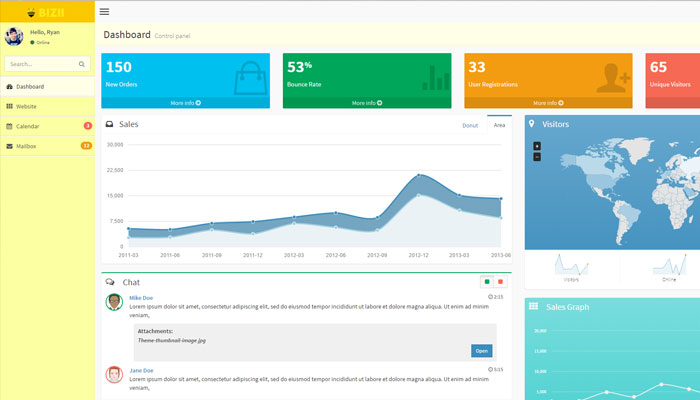 BIZII
Hello, Ryan
Online
Search...
Dashboard
Website
Calendar
Mailbox
12
Dashboard Control panel
150
New Orders
More info
53%
Bounce Rate
More info
33
User Registrations
More info
65
Unique Visitors
Sales
Donut
Area
30,000
22,500
15,000
7,500
0
2011-03 2011-06 2011-09 2011-12 2012-03 2012-06 2012-09 2012-12 2013-03 2013-06
Visitors
+
-
Visitors
Online
Chat
Mike Doe
2:15
Lorem ipsum dolor sit amet, consectetur adipiscing elit, sed do eiusmod tempor incididunt ut labore et dolore magna aliqua. Ut enim ad minim
veniam,
Attachments:
Theme-thumbnail-image.jpg
Open
Jane Doe
5:15
Lorem ipsum dolor sit amet, consectetur adipiscing elit, sed do eiusmod tempor incididunt ut labore et dolore magna aliqua. Ut enim ad minim
veniam,
Sales Graph
20,000
15,000
10,000
5,000